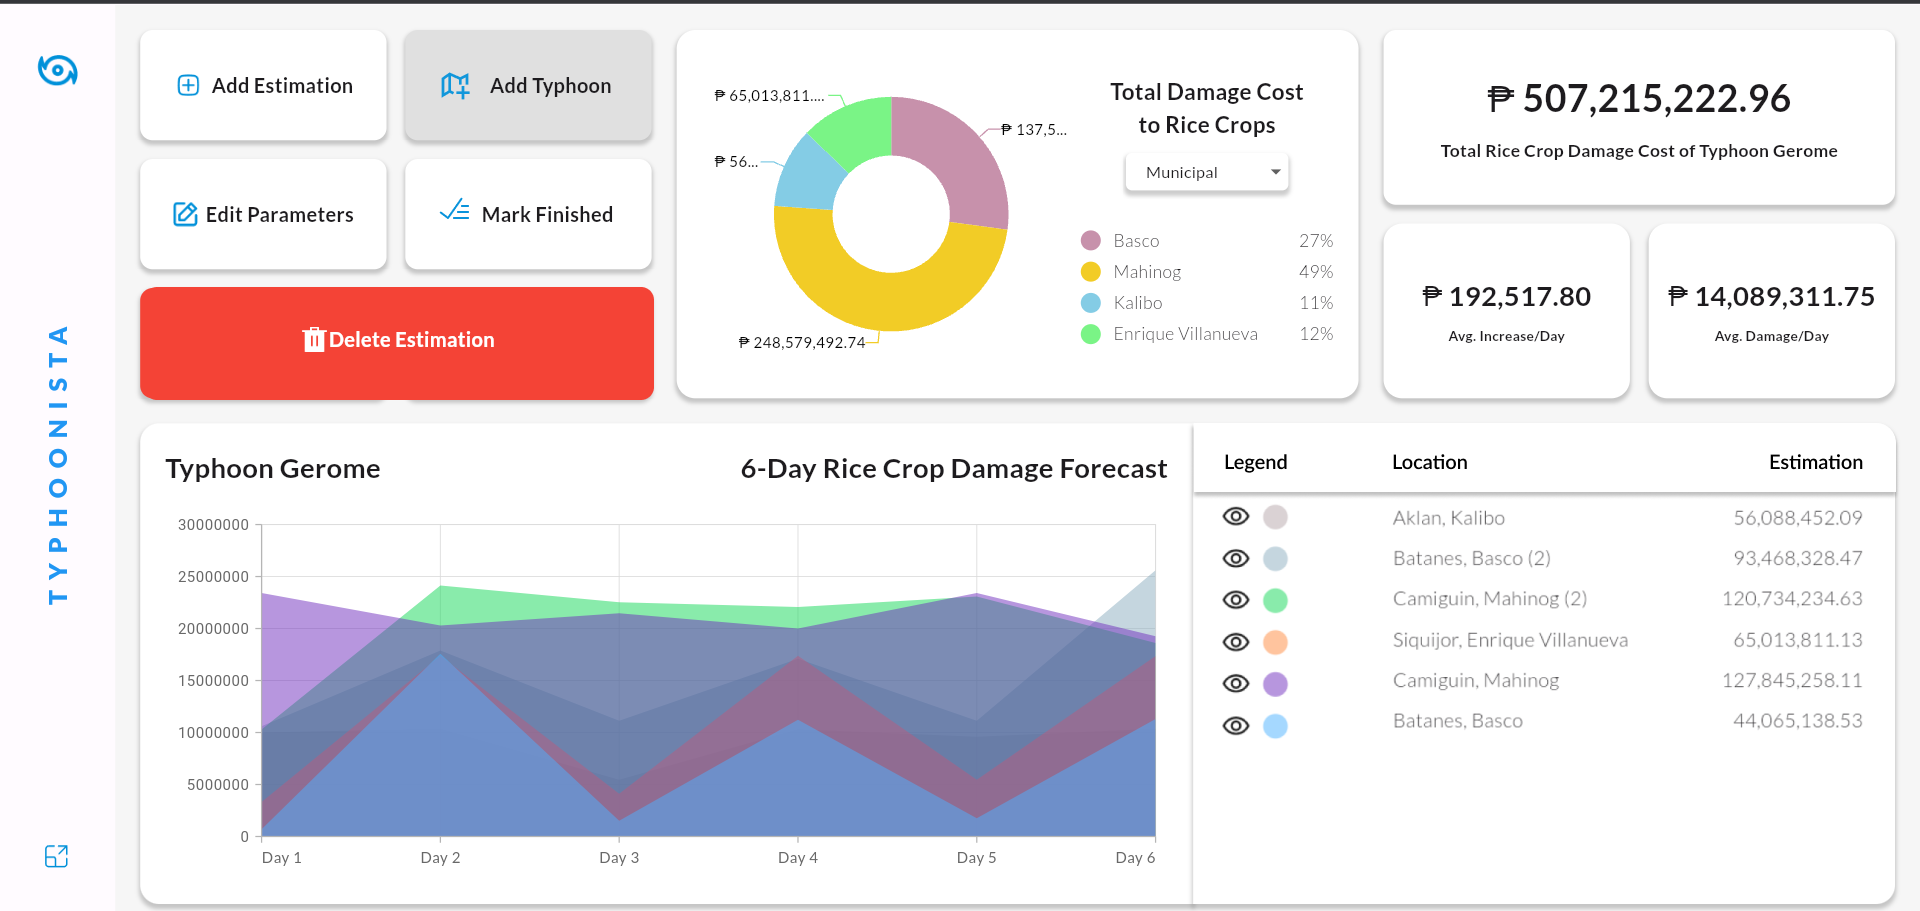 TYPHOONISTA
Add Estimation
Add Typhoon
Edit Parameters
Mark Finished
Delete Estimation
₱ 65,013,811....
₱ 137,5...
₱ 56...
₱ 248,579,492.74
Total Damage Cost
to Rice Crops
Municipal
Basco 27%
Mahinog 49%
Kalibo 11%
Enrique Villanueva 12%
₱ 507,215,222.96
Total Rice Crop Damage Cost of Typhoon Gerome
₱ 192,517.80
Avg. Increase/Day
₱ 14,089,311.75
Avg. Damage/Day
Typhoon Gerome
6-Day Rice Crop Damage Forecast
30000000
25000000
20000000
15000000
10000000
5000000
0
Day 1 Day 2 Day 3 Day 4 Day 5 Day 6
Legend Location Estimation
Aklan, Kalibo 56,088,452.09
Batanes, Basco (2) 93,468,328.47
Camiguin, Mahinog (2) 120,734,234.63
Siquijor, Enrique Villanueva 65,013,811.13
Camiguin, Mahinog 127,845,258.11
Batanes, Basco 44,065,138.53